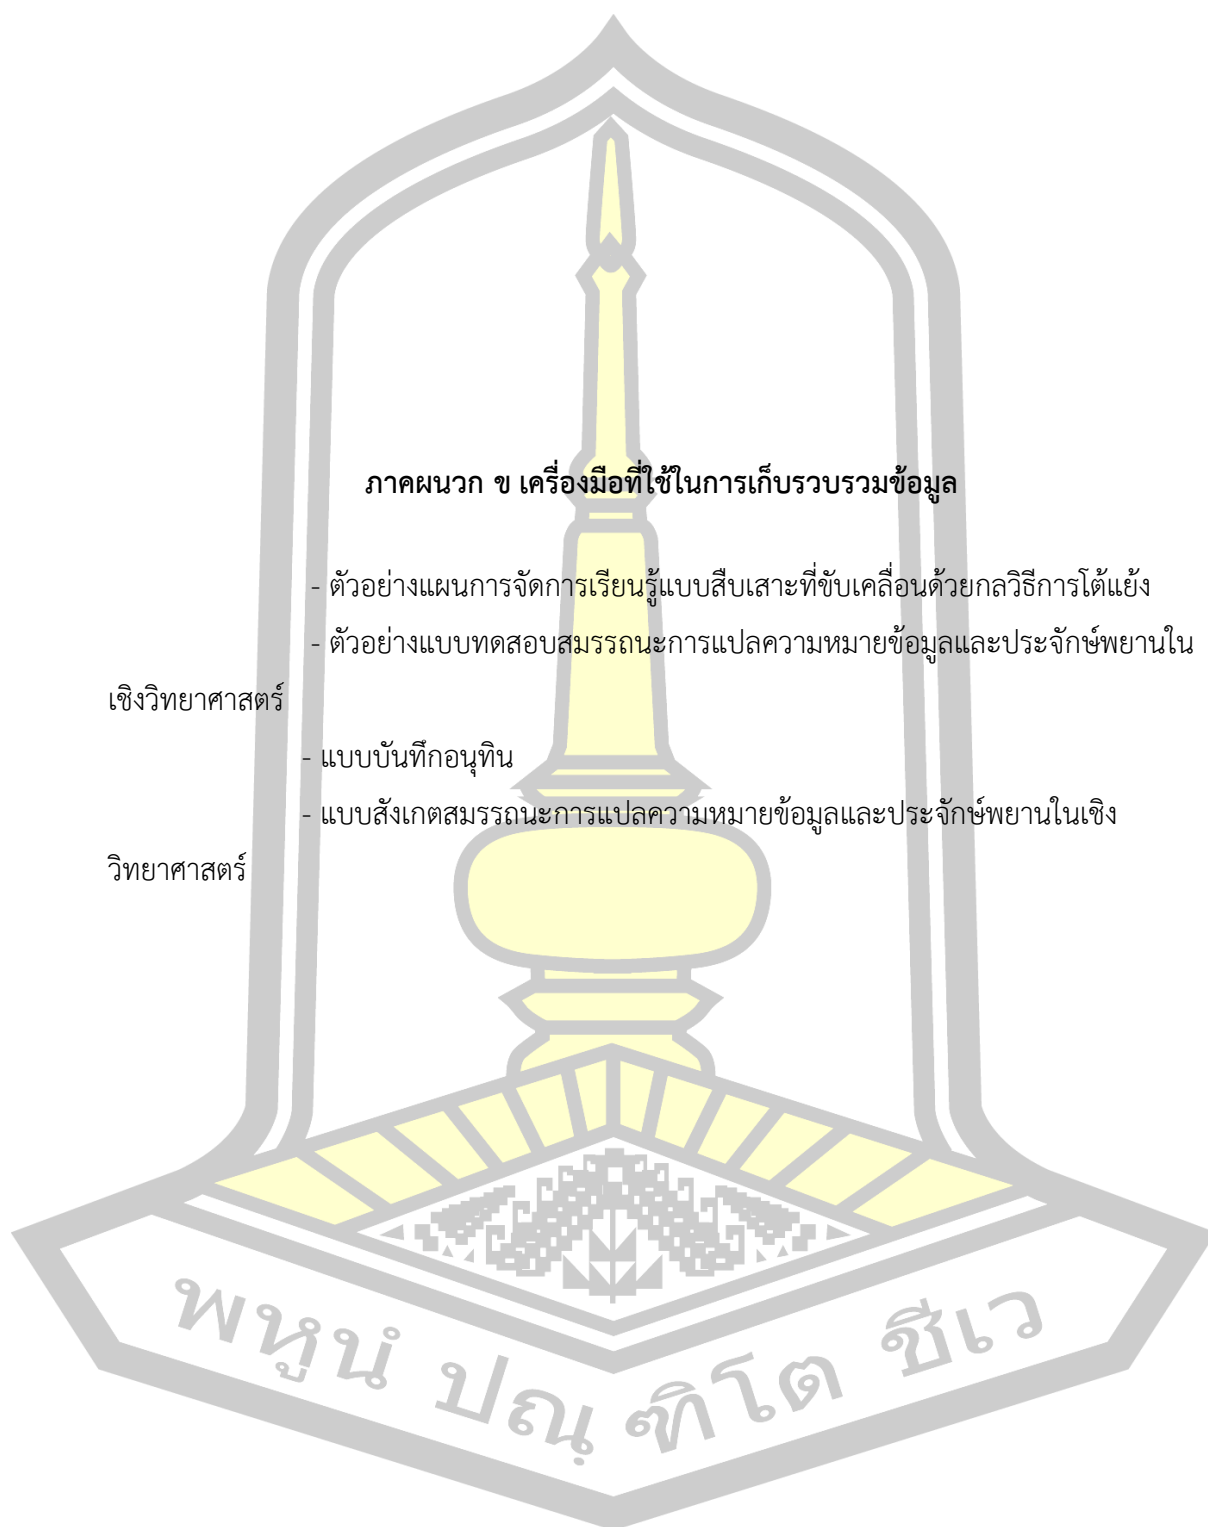 ภาคผนวก ข เครื่องมือที่ใช้ในการเก็บรวบรวมข้อมูล
- ตัวอย่างแผนการจัดการเรียนรู้แบบสืบเสาะที่ขับเคลื่อนด้วยกลวิธีการโต้แย้ง
- ตัวอย่างแบบทดสอบสมรรถนะการแปลความหมายข้อมูลและประจักษ์พยานใน
เชิงวิทยาศาสตร์
- แบบบันทึกอนุทิน
- แบบสังเกตสมรรถนะการแปลความหมายข้อมูลและประจักษ์พยานในเชิง
วิทยาศาสตร์
พหูนํ ปณฺ ฑิโต ชีเว